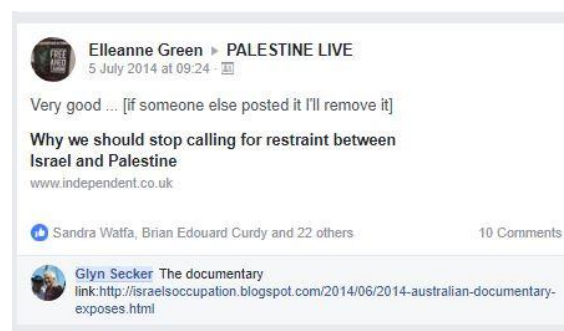 Elleanne Green ▸ PALESTINE LIVE
5 July 2014 at 09:24 ·
Very good ... [if someone else posted it I'll remove it]
Why we should stop calling for restraint between
Israel and Palestine
www.independent.co.uk
Sandra Watfa, Brian Edouard Curdy and 22 others 10 Comments
Glyn Secker The documentary
link:http://israelsoccupation.blogspot.com/2014/06/2014-australian-documentary-
exposes.html